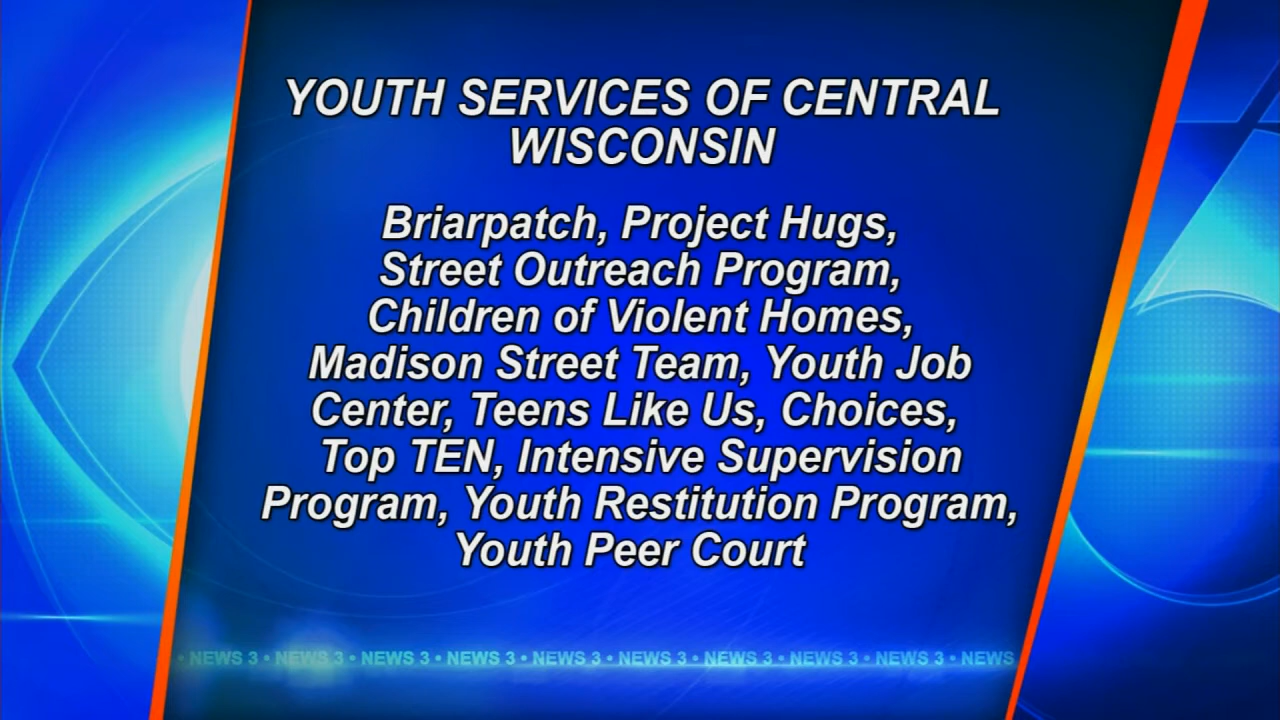 YOUTH SERVICES OF CENTRAL
WISCONSIN
Briarpatch, Project Hugs,
Street Outreach Program,
Children of Violent Homes,
Madison Street Team, Youth Job
Center, Teens Like Us, Choices,
Top TEN, Intensive Supervision
Program, Youth Restitution Program,
Youth Peer Court
• NEWS 3 • NEWS 3 • NEWS 3 • NEWS 3 • NEWS 3 • NEWS 3 • NEWS 3 • NEWS 3 • NEWS 3 • NEWS